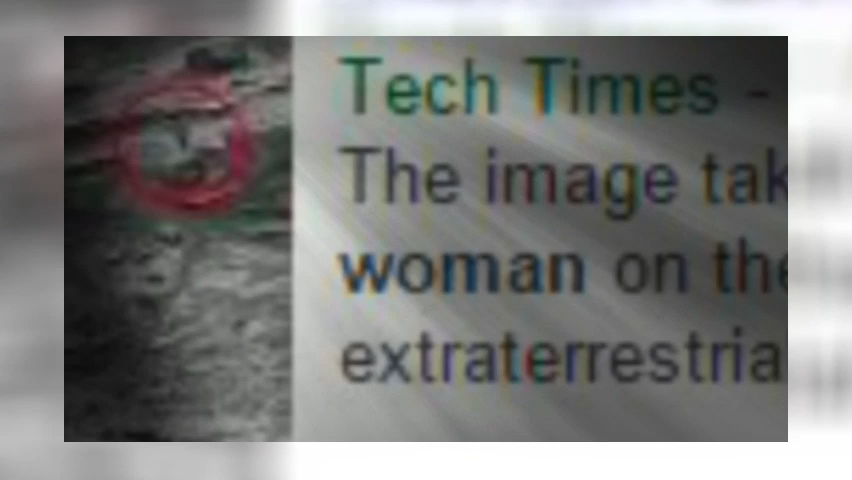 Tech Times -
The image tak
woman on the
extraterrestria